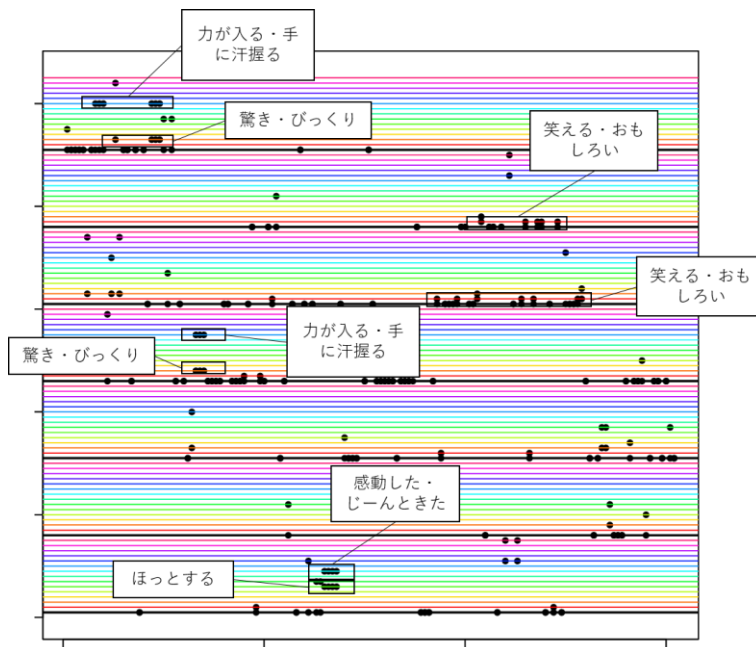 力が入る・手
に汗握る
驚き・びっくり
笑える・おも
しろい
笑える・おも
しろい
力が入る・手
に汗握る
驚き・びっくり
感動した・
じーんときた
ほっとする